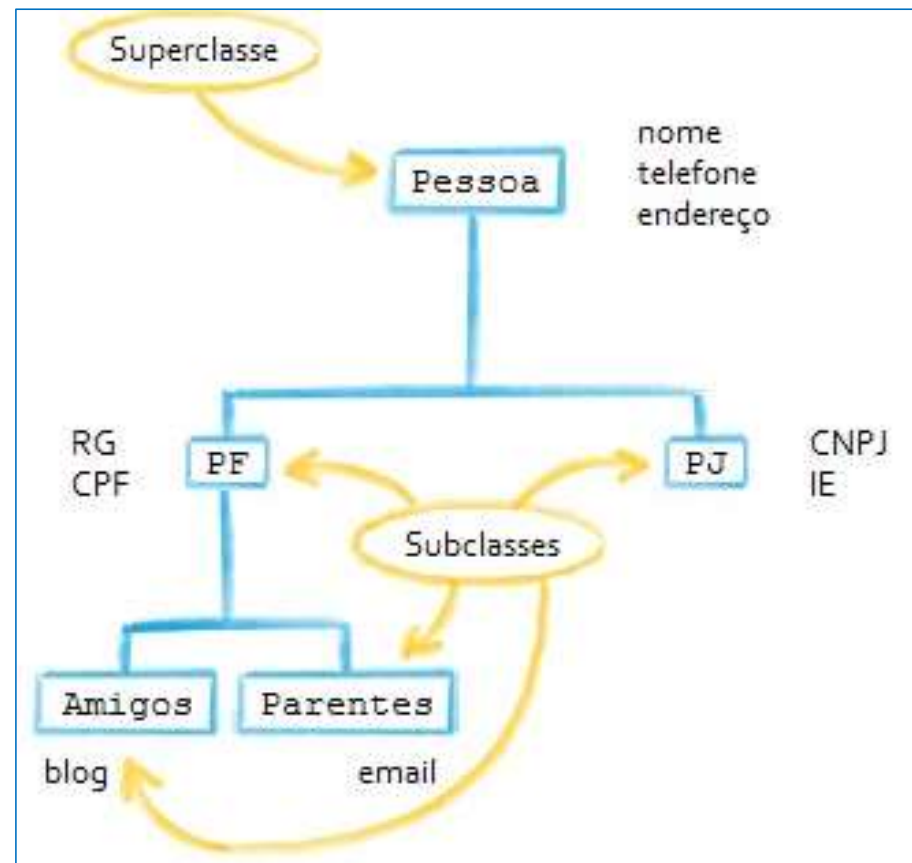 Superclasse
Pessoa
nome
telefone
endereço
RG
CPF
PF
PJ
CNPJ
IE
Subclasses
Amigos
Parentes
blog
email